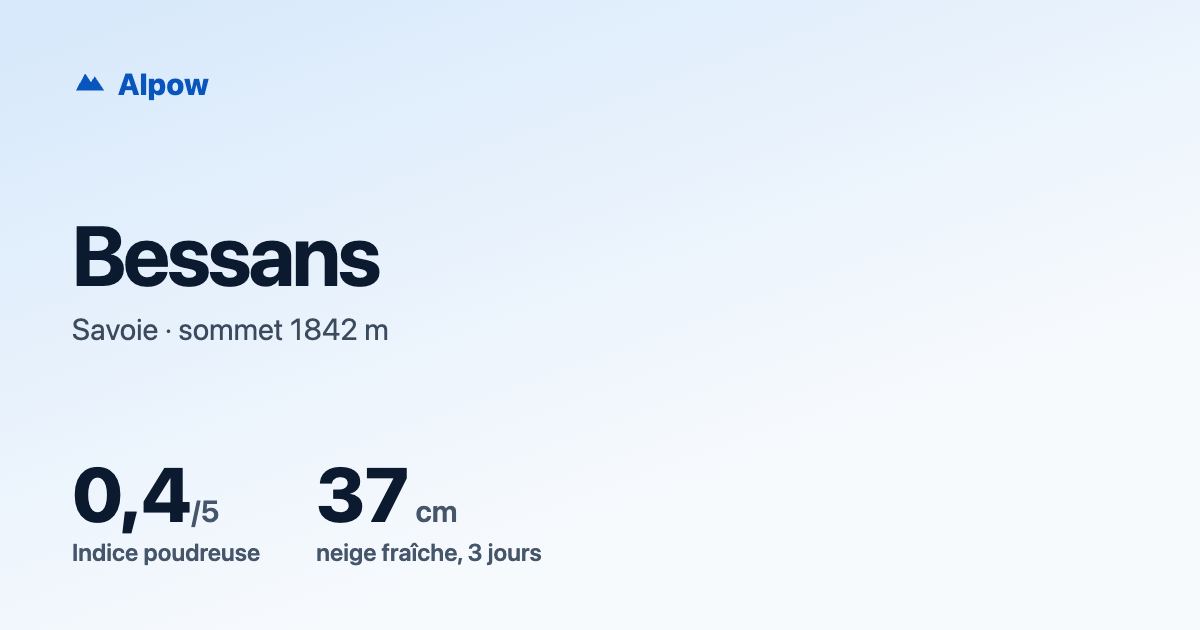 Alpow
Bessans
Savoie · sommet 1842 m
0,4/5
Indice poudreuse
37 cm
neige fraîche, 3 jours